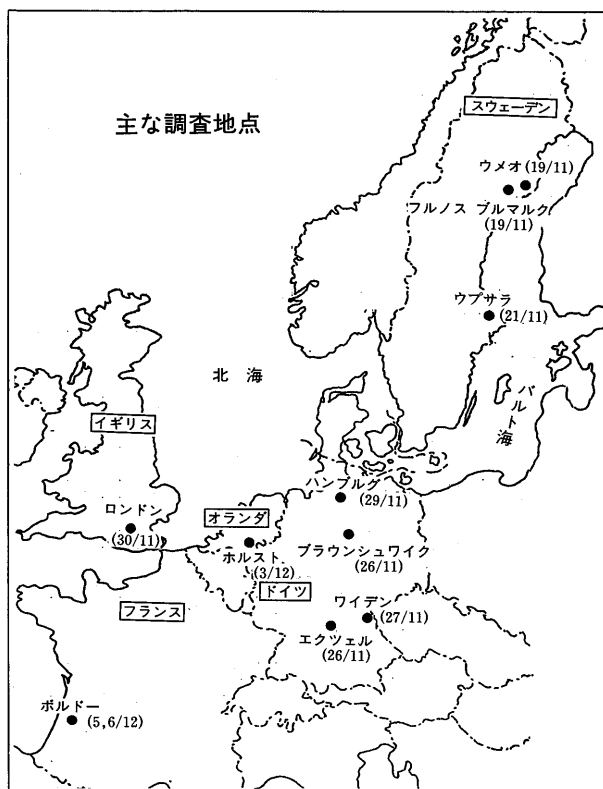 主な調査地点
スウェーデン
ウメオ(19/11)
フルノス ブルマルク
(19/11)
ウプサラ
(21/11)
北海
バルト海
イギリス
ハンブルグ
(29/11)
ロンドン
(30/11)
オランダ
ブラウンシュワイク
(26/11)
ホルスト
(3/12)
ドイツ
フランス
ワイデン
(27/11)
エクツェル
(26/11)
ボルドー
(5,6/12)